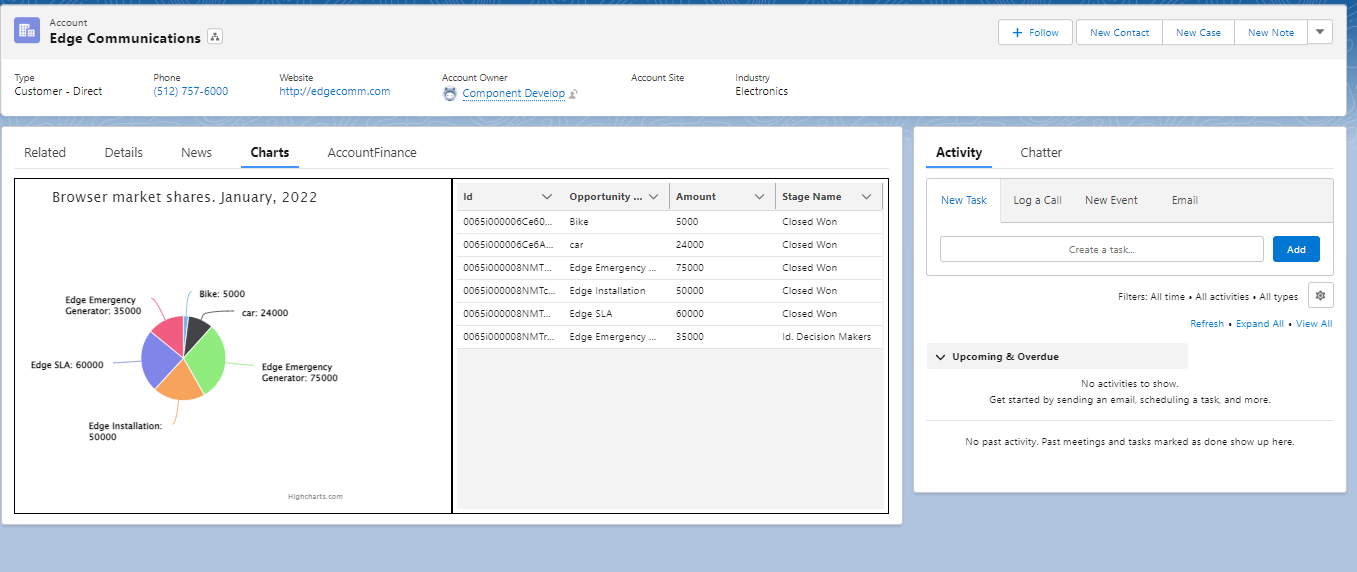 Account
Edge Communications
+ Follow
New Contact
New Case
New Note
Type
Customer - Direct
Phone
(512) 757-6000
Website
http://edgecomm.com
Account Owner
Component Develop
Account Site
Industry
Electronics
Related Details News Charts AccountFinance
Browser market shares. January, 2022
Bike: 5000
car: 24000
Edge Emergency
Generator: 75000
Edge Installation:
50000
Edge SLA: 60000
Edge Emergency
Generator: 35000
Highcharts.com
Id Opportunity ... Amount Stage Name
0065i000006Ce60... Bike 5000 Closed Won
0065i000006Ce6A... car 24000 Closed Won
0065i000008NMT... Edge Emergency ... 75000 Closed Won
0065i000008NMTc... Edge Installation 50000 Closed Won
0065i000008NMT... Edge SLA 60000 Closed Won
0065i000008NMTr... Edge Emergency ... 35000 Id. Decision Makers
Activity Chatter
New Task Log a Call New Event Email
Create a task...
Add
Filters: All time • All activities • All types
Refresh • Expand All • View All
Upcoming & Overdue
No activities to show.
Get started by sending an email, scheduling a task, and more.
No past activity. Past meetings and tasks marked as done show up here.